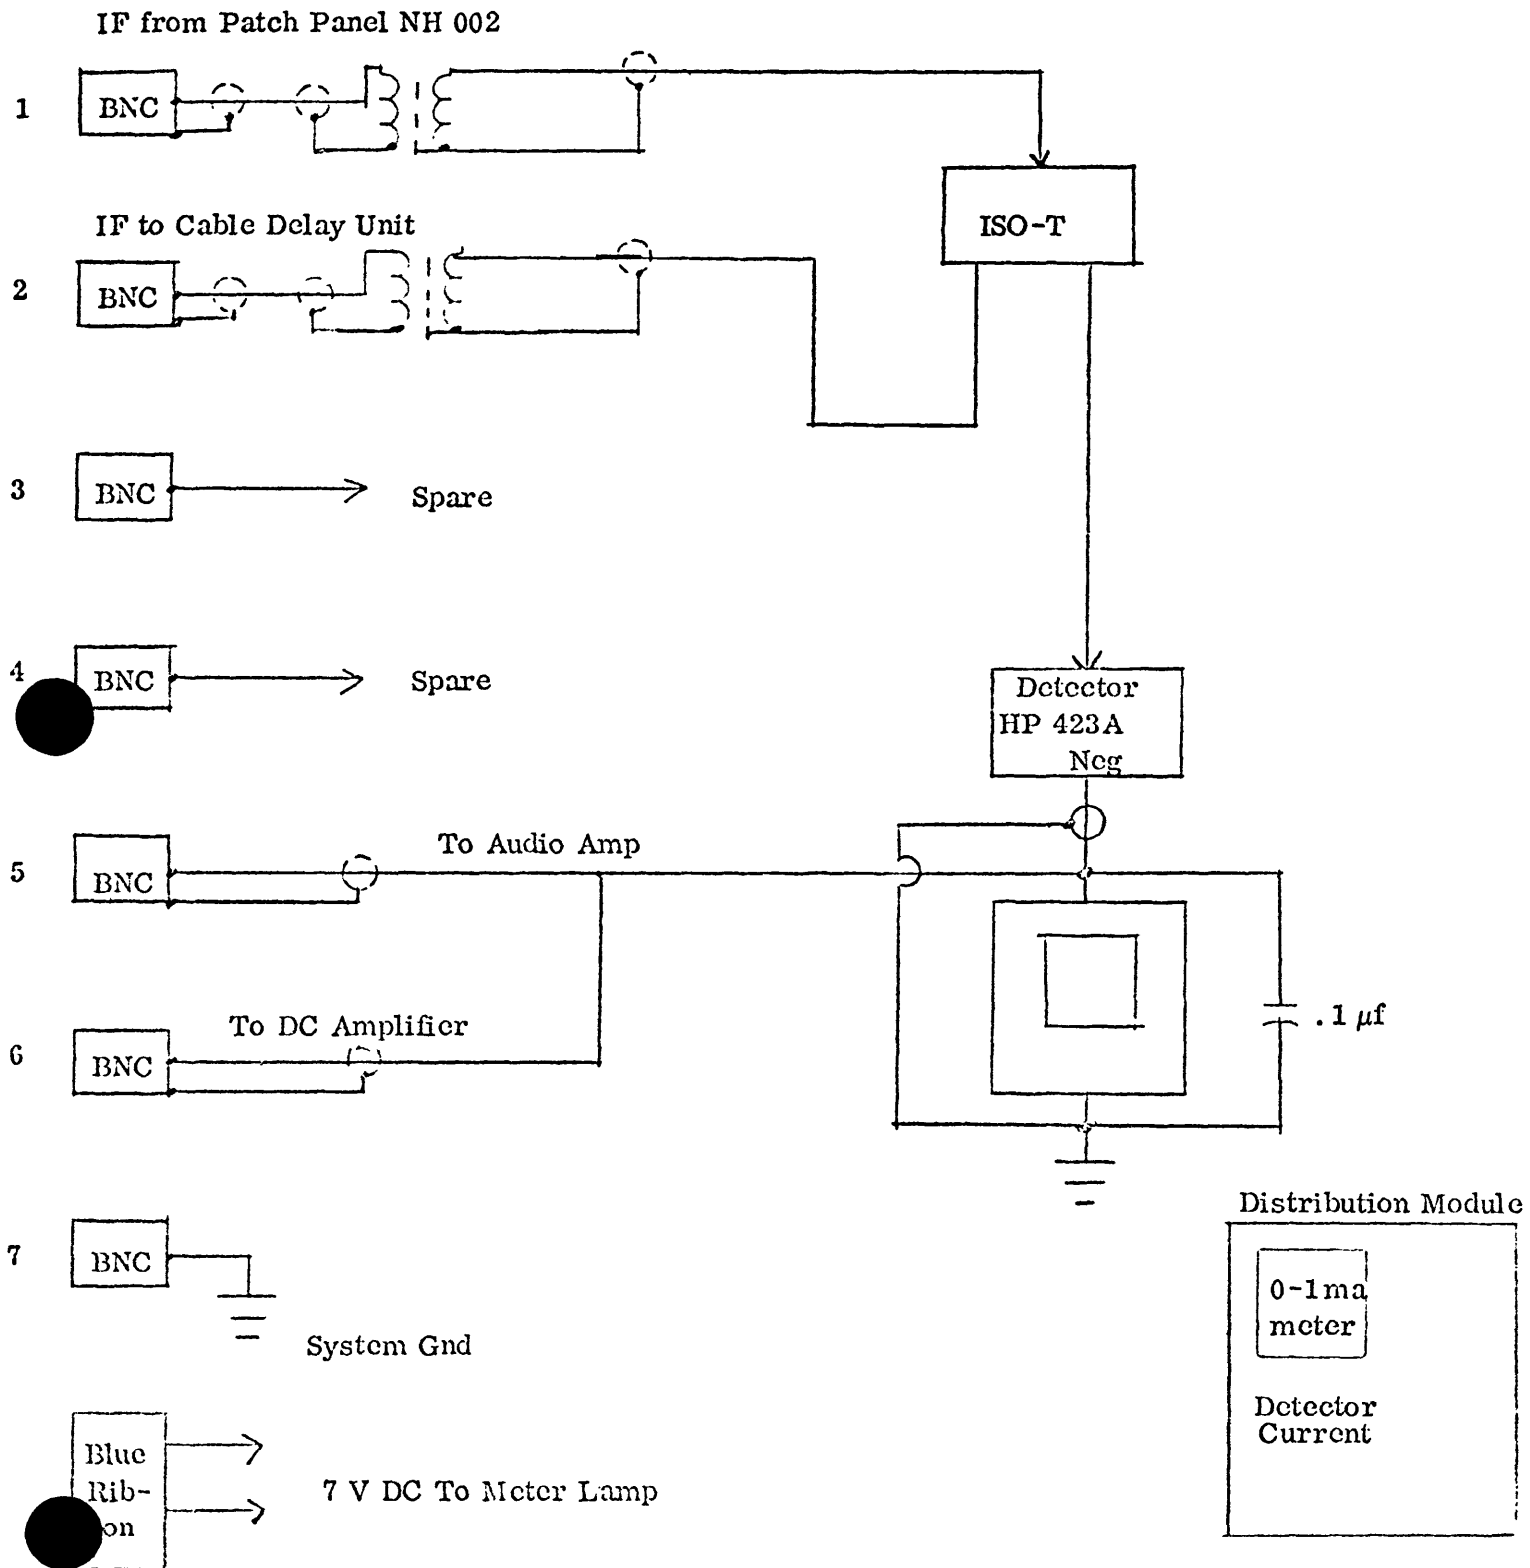 IF from Patch Panel NH 002
1
BNC
ISO-T
IF to Cable Delay Unit
2
BNC
3
BNC
Spare
4
BNC
Spare
Detector
HP 423A
Neg
To Audio Amp
5
BNC
.1 μf
To DC Amplifier
6
BNC
Distribution Module
7
BNC
0-1ma
meter
System Gnd
Detector
Current
Blue
Rib-
on
7 V DC To Meter Lamp